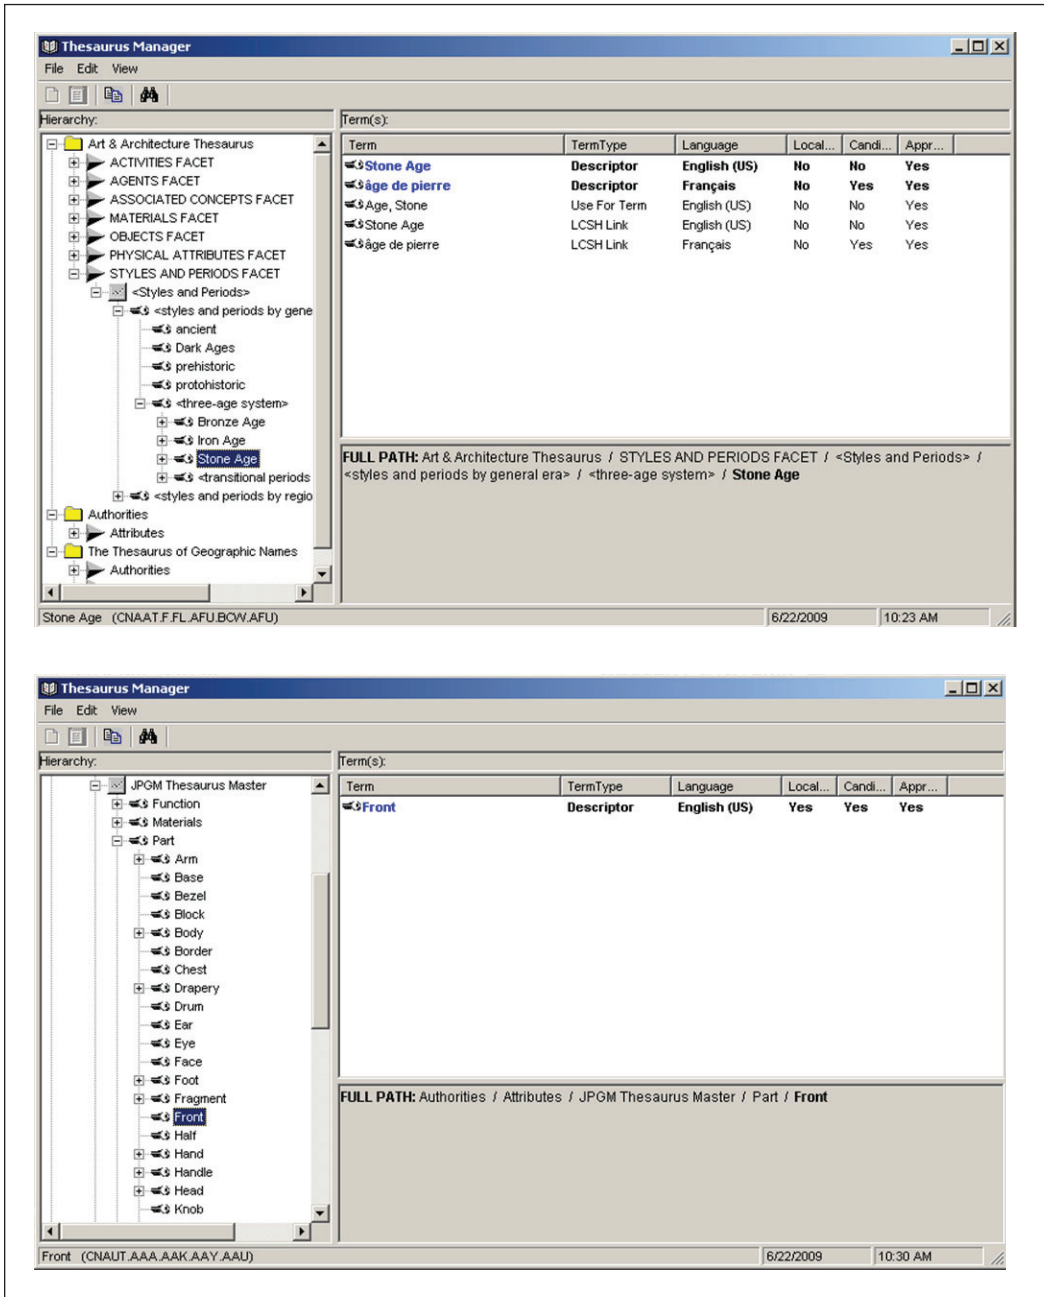 Thesaurus Manager
File Edit View
Hierarchy:
Art & Architecture Thesaurus
ACTIVITIES FACET
AGENTS FACET
ASSOCIATED CONCEPTS FACET
MATERIALS FACET
OBJECTS FACET
PHYSICAL ATTRIBUTES FACET
STYLES AND PERIODS FACET
<Styles and Periods>
<styles and periods by gene
ancient
Dark Ages
prehistoric
protohistoric
<three-age system>
Bronze Age
Iron Age
Stone Age
<transitional periods
<styles and periods by regio
Authorities
Attributes
The Thesaurus of Geographic Names
Authorities
Term(s):
Term TermType Language Local... Candi... Appr...
Stone Age Descriptor English (US) No No Yes
âge de pierre Descriptor Français No Yes Yes
Age, Stone Use For Term English (US) No No Yes
Stone Age LCSH Link English (US) No No Yes
âge de pierre LCSH Link Français No Yes Yes
FULL PATH: Art & Architecture Thesaurus / STYLES AND PERIODS FACET / <Styles and Periods> /
<styles and periods by general era> / <three-age system> / Stone Age
Stone Age (CNAAT.F.FL.AFU.BCW.AFU) 6/22/2009 10:23 AM
Thesaurus Manager
File Edit View
Hierarchy:
JPGM Thesaurus Master
Function
Materials
Part
Arm
Base
Bezel
Block
Body
Border
Chest
Drapery
Drum
Ear
Eye
Face
Foot
Fragment
Front
Half
Hand
Handle
Head
Knob
Term(s):
Term TermType Language Local... Candi... Appr...
Front Descriptor English (US) Yes Yes Yes
FULL PATH: Authorities / Attributes / JPGM Thesaurus Master / Part / Front
Front (CNAUT.AAA.AAK.AAY.AAU) 6/22/2009 10:30 AM